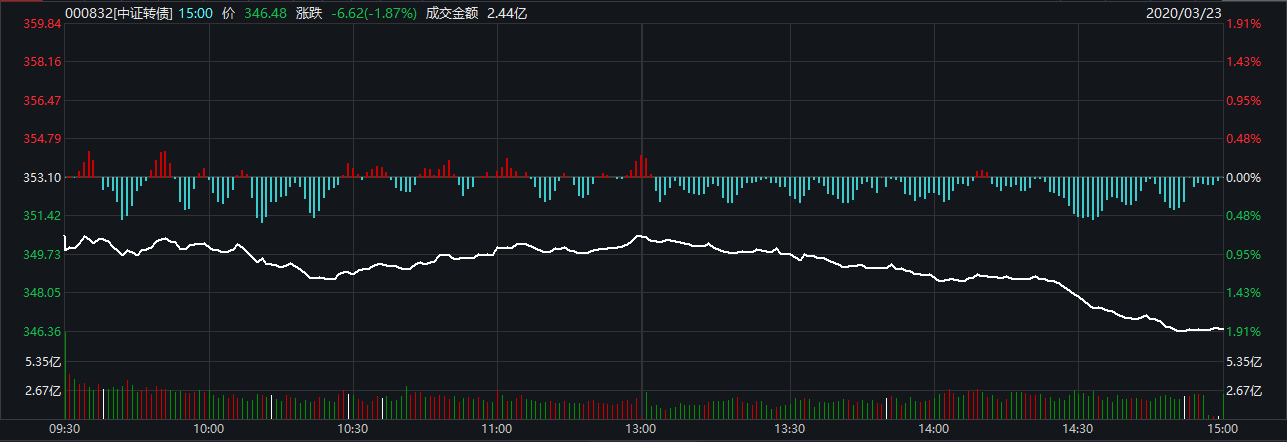 000832[中证转债] 15:00 价 346.48 涨跌 -6.62(-1.87%) 成交金额 2.44亿 2020/03/23
359.84 1.91%
358.16 1.43%
356.47 0.95%
354.79 0.48%
353.10 0.00%
351.42 0.48%
349.73 0.95%
348.05 1.43%
346.36 1.91%
5.35亿 5.35亿
2.67亿 2.67亿
09:30 10:00 10:30 11:00 13:00 13:30 14:00 14:30 15:00